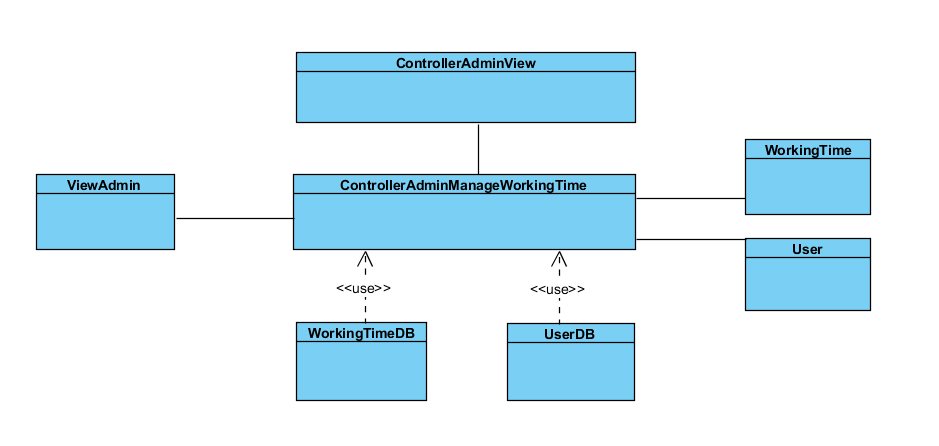 ControllerAdminView
WorkingTime
ViewAdmin
ControllerAdminManageWorkingTime
User
<<use>>
<<use>>
WorkingTimeDB
UserDB